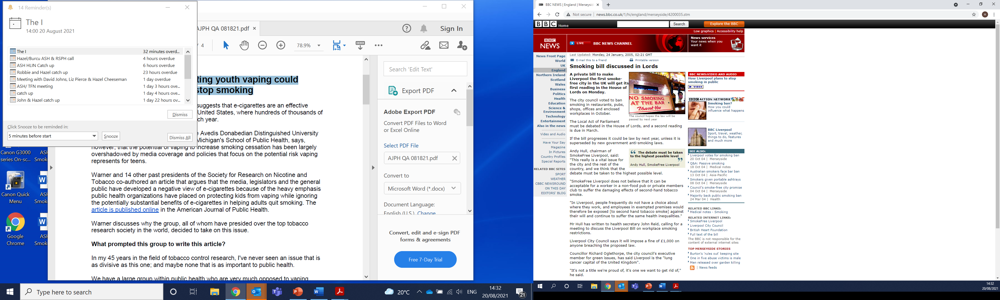 14 Reminder(s)
The I
14:00 20 August 2021
The I 32 minutes overd...
Hazel/Burcu ASH & RSPH call 4 hours overdue
ASH HLIN Catch up 6 hours overdue
Robbie and Hazel catch up 23 hours overdue
Meeting with David Johns, Liz Pierce & Hazel Cheeseman 1 day overdue
ASH/ TFN meeting 1 day 3 hours ove...
catch up 1 day 4 hours ove...
John & Hazel catch up 1 day 22 hours ov...
Dismiss
Click Snooze to be reminded in:
5 minutes before start
Snooze
Dismiss All
Canon G3000
series On-sc...
ASH
Smoke
Canon Quick
Menu
ASH
Smoke
Google
Chrome
ASH
Smoke
AJPH QA 081821.pdf
Sign In
/ 4
78.9%
ting youth vaping could
stop smoking
suggests that e-cigarettes are an effective
United States, where hundreds of thousands of
ch year.
e Avedis Donabedian Distinguished University
Michigan's School of Public Health, says,
however, that the potential of vaping to increase smoking cessation has been largely
overshadowed by media coverage and policies that focus on the potential risk vaping
represents for teens.
Warner and 14 other past presidents of the Society for Research on Nicotine and
Tobacco co-authored an article that argues that the media, legislators and the general
public have developed a negative view of e-cigarettes because of the heavy emphasis
public health organizations have placed on protecting kids from vaping while ignoring
the potentially substantial benefits of e-cigarettes in helping adults quit smoking. The
article is published online in the American Journal of Public Health.
Warner discusses why the group, all of whom have presided over the top tobacco
research society in the world, decided to take on this issue.
What prompted this group to write this article?
In my 45 years in the field of tobacco control research, I've never seen an issue that is
as divisive as this one; and maybe none that is as important to public health.
We have a large group within public health who are very much opposed to vaping
Search 'Edit Text'
Export PDF
Adobe Export PDF
Convert PDF Files to Word
or Excel Online
Select PDF File
AJPH QA 081821.pdf
Convert to
Microsoft Word (*.docx)
Document Language:
English (U.S.) Change
Convert, edit and e-sign PDF
forms & agreements
Free 7-Day Trial
Type here to search
20°C
ENG
14:32
20/08/2021
21
BBC NEWS | England | Merseysid
Not secure | news.bbc.co.uk/1/hi/england/merseyside/4200035.stm
H
BBC Home
Search
Explore the BBC
Low graphics | Accessibility help
BBC
NEWS
LIVE
BBC NEWS CHANNEL
News services
Your news when you
want it
News Front Page
World
UK
England
Northern Ireland
Scotland
Wales
Business
Politics
Health
Education
Science &
Environment
Technology
Entertainment
Also in the news
Video and Audio
Have Your Say
Magazine
In Pictures
Country Profiles
Special Reports
RELATED BBC SITES
SPORT
WEATHER
CBBC NEWSROUND
ON THIS DAY
EDITORS' BLOG
Last Updated: Monday, 24 January, 2005, 02:21 GMT
E-mail this to a friend
Printable version
Smoking bill discussed in Lords
A private bill to make
Liverpool the first smoke-
free city in the UK will get its
first reading in the House of
Lords on Monday.
NO SMOKING
AT THE BAR
Thank You
The council hopes the law will be
passed by next year
The city council voted to ban
smoking in restaurants, pubs,
shops, offices and enclosed
workplaces in October.
The Local Act of Parliament
must be debated in the House of Lords, and a second reading
is due in March.
If the bill progresses it could be law by next year, unless it is
superseded by new government anti-smoking laws.
Andy Hull, chairman of
SmokeFree Liverpool, said:
"This really is a vital issue for
the city and the rest of the
country, and we think that the
debate must be taken to the highest possible level.
“ The debate must be taken
to the highest possible level ”
Andy Hull, SmokeFree Liverpool
"SmokeFree Liverpool does not believe that it can be
acceptable for a worker in a non-food pub or private members
club to suffer the damaging effects of second-hand tobacco
smoke.
"In Liverpool, people frequently do not have a choice about
where they work, and employees in exempted premises would
therefore be exposed [to second hand tobacco smoke] against
their will and continue to suffer the same health inequalities."
Mr Hull has written to health secretary John Reid, calling for a
meeting to discuss the Liverpool Bill on workplace smoking
restrictions.
Liverpool City Council says it will impose a fine of £1,000 on
anyone breaching the proposed law.
Councillor Richard Oglethorpe, the city council's executive
member for green issues, has said Liverpool is the "lung
cancer capital of the United Kingdom".
"It's not a title we're proud of, it's one we want to get rid of,"
he said.
BBC NEWS:VIDEO AND AUDIO
How Liverpool plans to stop
smoking in public
VIDEO
BBC ACTION NETWORK
Smoking ban?
How you could
influence what happens
BBC Liverpool
Sport, travel, weather,
things to do, features
and much more
SEE ALSO:
Liverpool votes for smoking ban
20 Oct 04 | Merseyside
Q&A: Passive smoking
18 Oct 04 | Medical notes
Australian smokers face bar ban
13 Oct 04 | Asia-Pacific
Smokers given portable ashtrays
08 Oct 04 | Merseyside
Council's smoke-free city promise
04 Oct 04 | Merseyside
Majority back public smoking ban
24 Mar 04 | Health
RELATED BBC LINKS:
Medical notes - Smoking
RELATED INTERNET LINKS:
SmokeFree Liverpool
Liverpool City Council
British Heart Foundation
Full text of the bill
The BBC is not responsible for the
content of external internet sites
TOP MERSEYSIDE STORIES
Burton's 'rules out' keeping site
One in five abuse victims is male
Men released over garden killing
| News feeds
14:32
20/08/2021